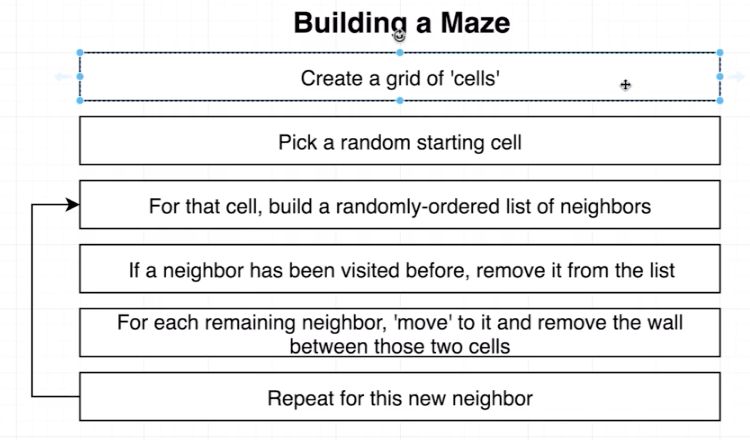 Building a Maze
Create a grid of 'cells'
Pick a random starting cell
For that cell, build a randomly-ordered list of neighbors
If a neighbor has been visited before, remove it from the list
For each remaining neighbor, 'move' to it and remove the wall
between those two cells
Repeat for this new neighbor